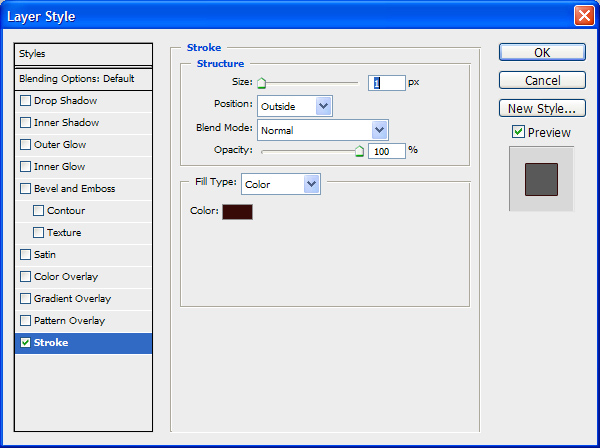 Layer Style
Styles
Blending Options: Default
Drop Shadow
Inner Shadow
Outer Glow
Inner Glow
Bevel and Emboss
Contour
Texture
Satin
Color Overlay
Gradient Overlay
Pattern Overlay
Stroke
Stroke
Structure
Size: 1 px
Position: Outside
Blend Mode: Normal
Opacity: 100 %
Fill Type: Color
Color:
OK
Cancel
New Style...
Preview